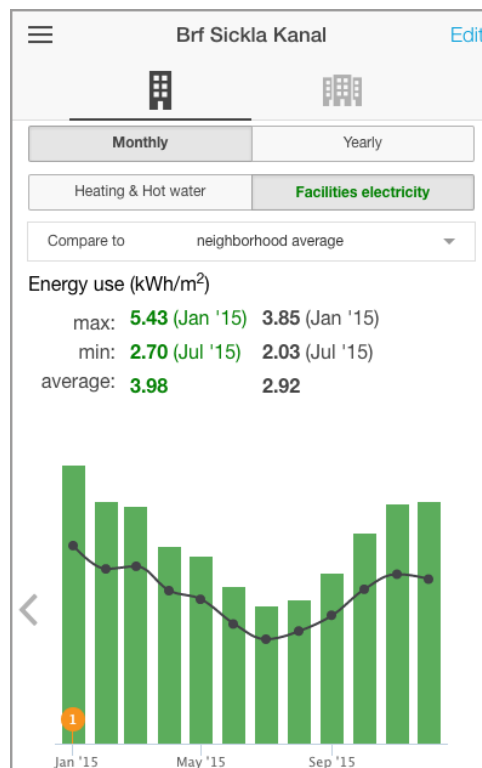 Brf Sickla Kanal Edit
Monthly Yearly
Heating & Hot water Facilities electricity
Compare to neighborhood average
Energy use (kWh/m²)
max: 5.43 (Jan '15) 3.85 (Jan '15)
min: 2.70 (Jul '15) 2.03 (Jul '15)
average: 3.98 2.92
1
Jan '15 May '15 Sep '15